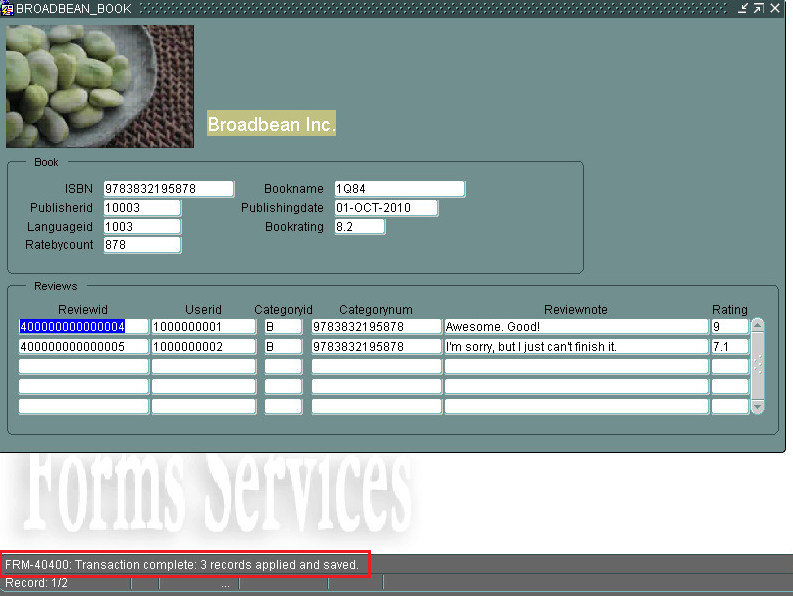 BROADBEAN_BOOK
Broadbean Inc.
Book
ISBN 9783832195878 Bookname 1Q84
Publisherid 10003 Publishingdate 01-OCT-2010
Languageid 1003 Bookrating 8.2
Ratebycount 878
Reviews
Reviewid Userid Categoryid Categorynum Reviewnote Rating
400000000000004 1000000001 B 9783832195878 Awesome. Good! 9
400000000000005 1000000002 B 9783832195878 I'm sorry, but I just can't finish it. 7.1
Forms Services
FRM-40400: Transaction complete: 3 records applied and saved.
Record: 1/2 ...